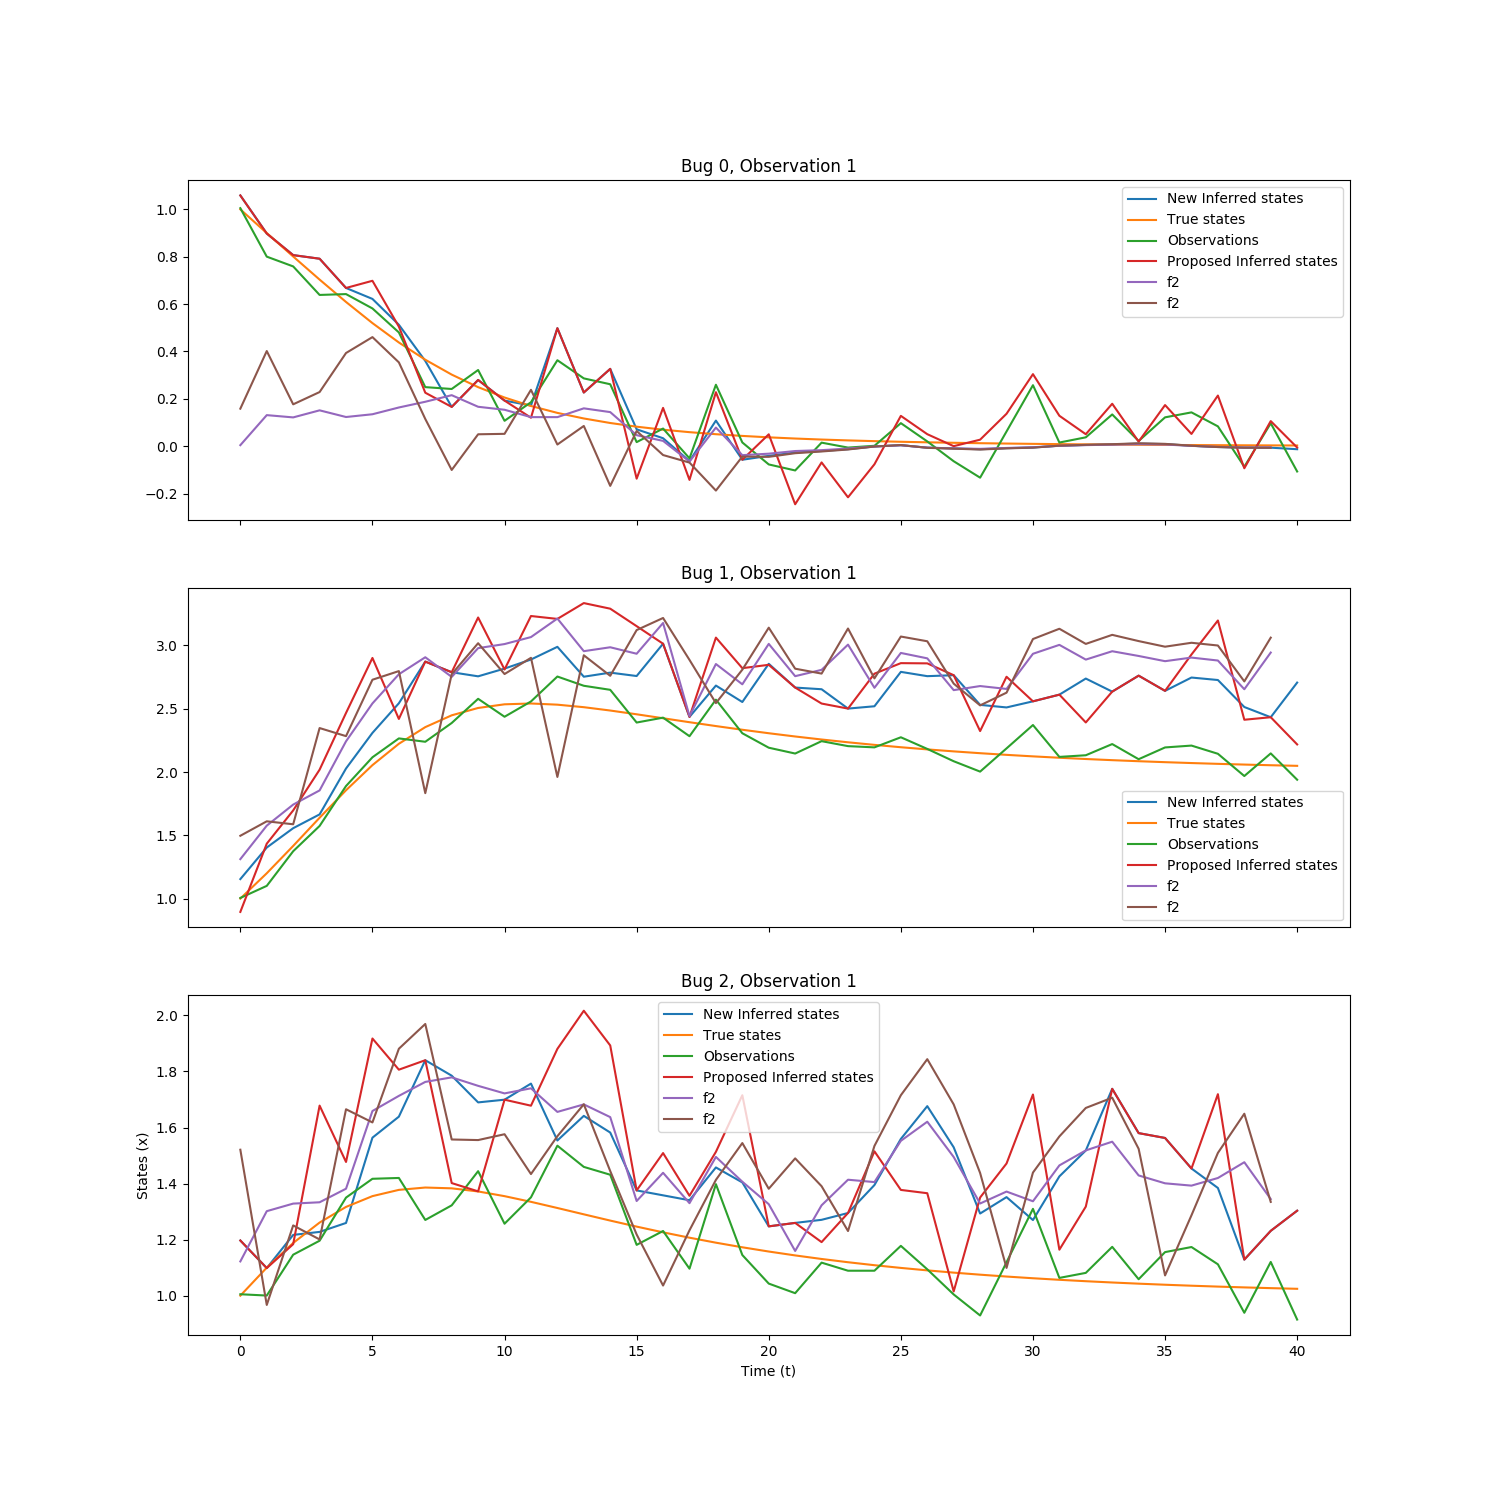 Bug 0, Observation 1
1.0
0.8
0.6
0.4
0.2
0.0
−0.2
New Inferred states
True states
Observations
Proposed Inferred states
f2
f2
Bug 1, Observation 1
3.0
2.5
2.0
1.5
1.0
New Inferred states
True states
Observations
Proposed Inferred states
f2
f2
Bug 2, Observation 1
2.0
1.8
1.6
1.4
1.2
1.0
States (x)
New Inferred states
True states
Observations
Proposed Inferred states
f2
f2
0 5 10 15 20 25 30 35 40
Time (t)